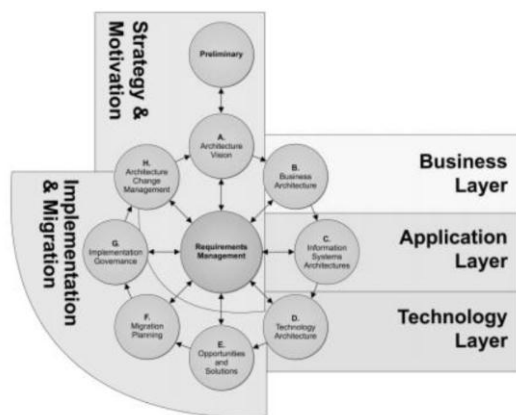 Strategy &
Motivation
Preliminary
A.
Architecture
Vision
H.
Architecture
Change
Management
B.
Business
Architecture
Business
Layer
Implementation
& Migration
G.
Implementation
Governance
Requirements
Management
C.
Information
Systems
Architectures
Application
Layer
F.
Migration
Planning
D.
Technology
Architecture
Technology
Layer
E.
Opportunities
and
Solutions